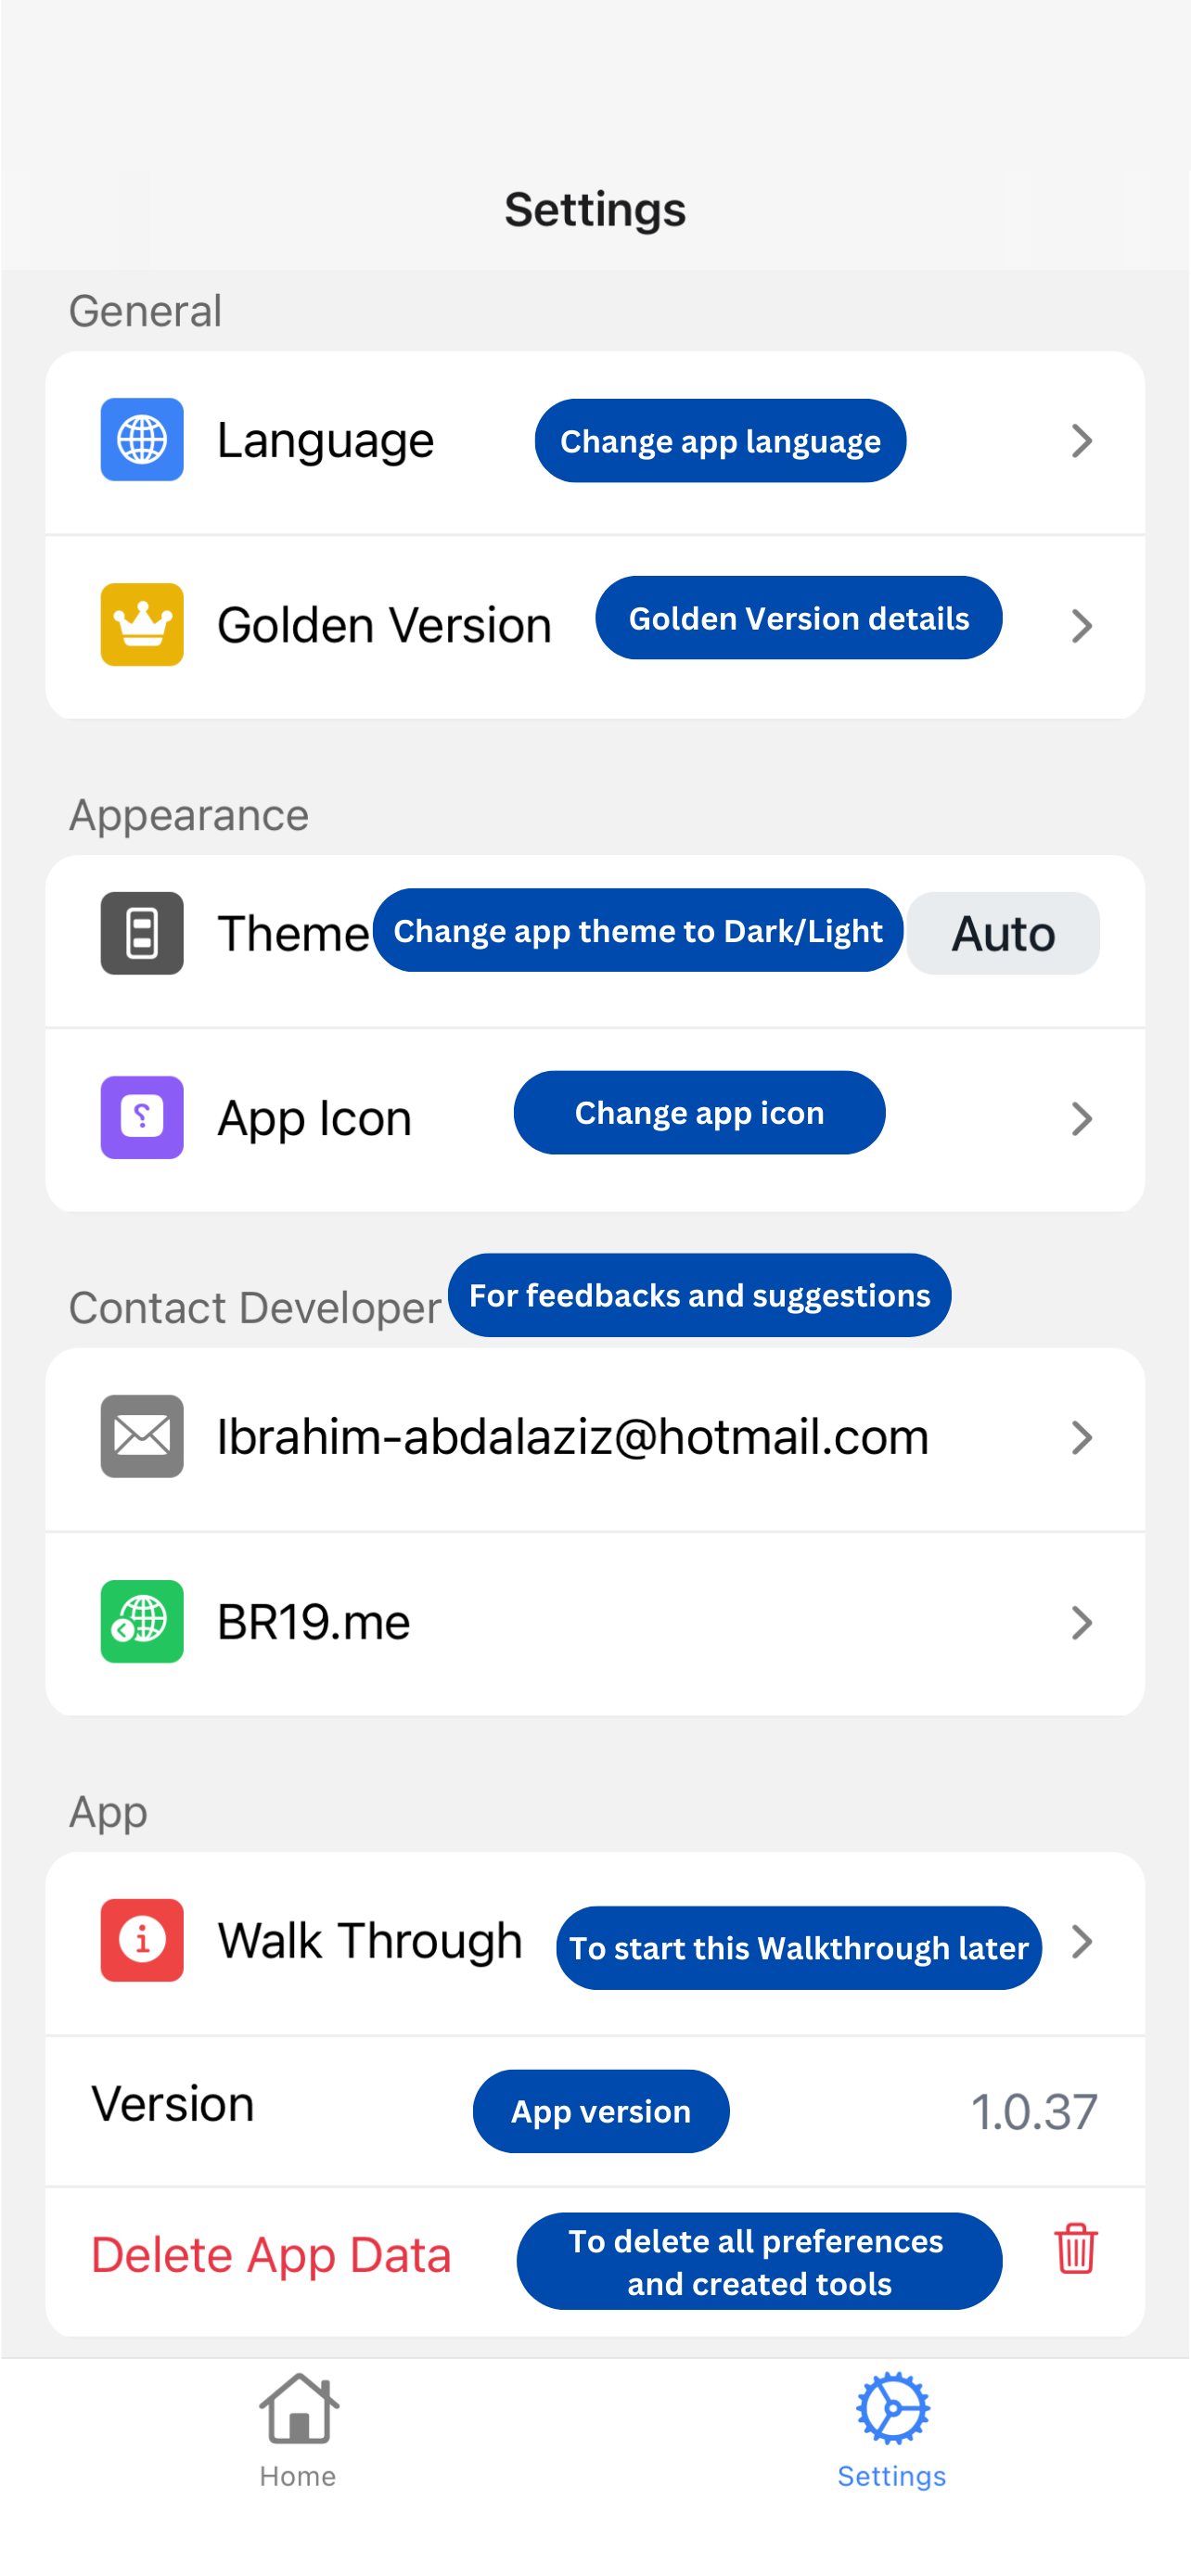 Settings
General
Language
Change app language
Golden Version
Golden Version details
Appearance
Theme
Change app theme to Dark/Light
Auto
App Icon
Change app icon
Contact Developer
For feedbacks and suggestions
Ibrahim-abdalaziz@hotmail.com
BR19.me
App
Walk Through
To start this Walkthrough later
Version
App version
1.0.37
Delete App Data
To delete all preferences
and created tools
Home
Settings